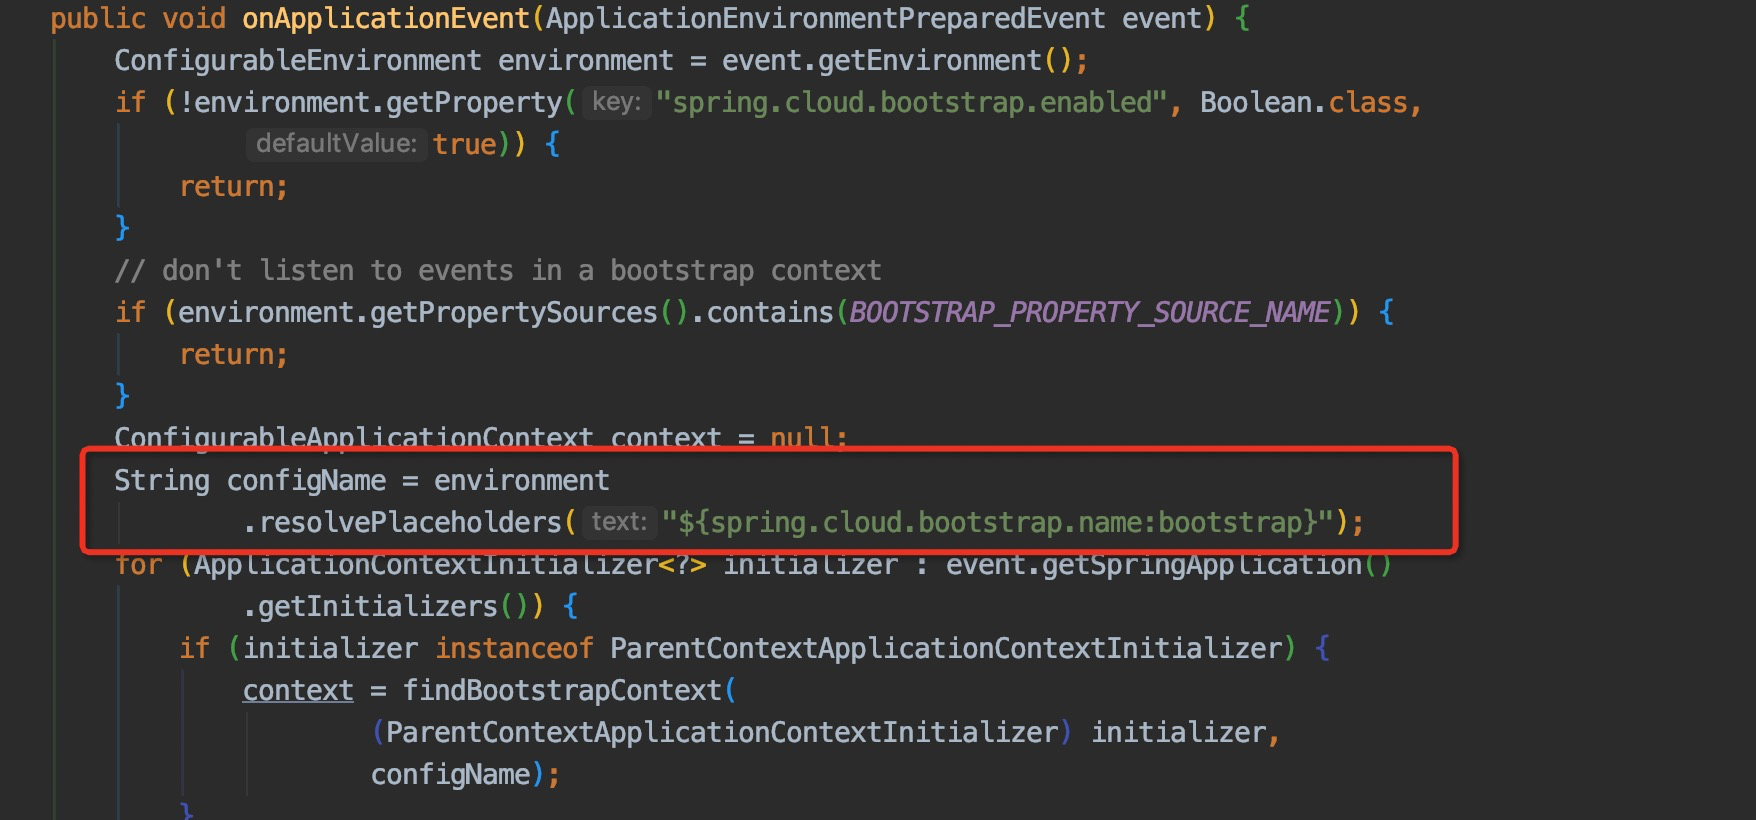 public void onApplicationEvent(ApplicationEnvironmentPreparedEvent event) {
ConfigurableEnvironment environment = event.getEnvironment();
if (!environment.getProperty( key: "spring.cloud.bootstrap.enabled", Boolean.class,
defaultValue: true)) {
return;
}
// don't listen to events in a bootstrap context
if (environment.getPropertySources().contains(BOOTSTRAP_PROPERTY_SOURCE_NAME)) {
return;
}
ConfigurableApplicationContext context = null;
String configName = environment
.resolvePlaceholders( text: "${spring.cloud.bootstrap.name:bootstrap}");
for (ApplicationContextInitializer<?> initializer : event.getSpringApplication()
.getInitializers()) {
if (initializer instanceof ParentContextApplicationContextInitializer) {
context = findBootstrapContext(
(ParentContextApplicationContextInitializer) initializer,
configName);
}